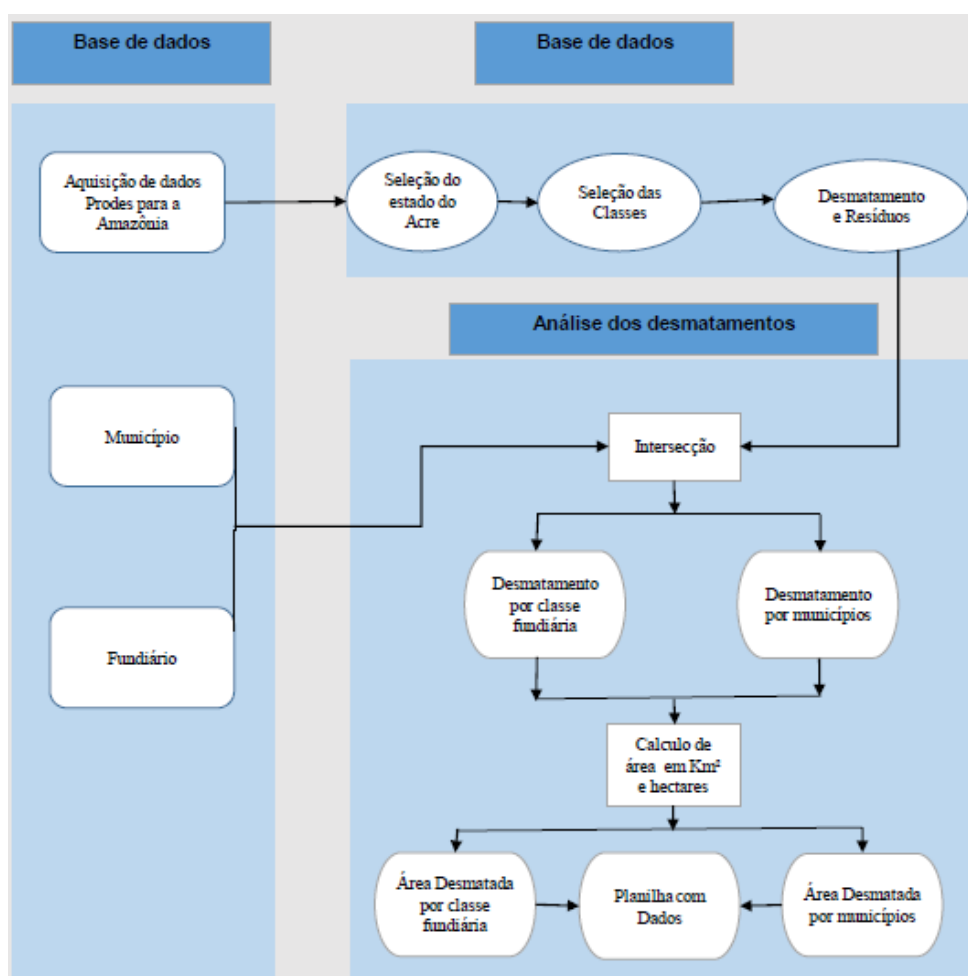 Base de dados
Base de dados
Aquisição de dados
Prodes para a
Amazônia
Seleção do
estado do
Acre
Seleção das
Classes
Desmatamento
e Resíduos
Análise dos desmatamentos
Município
Intersecção
Desmatamento
por classe
fundiária
Desmatamento
por municípios
Fundiário
Calculo de
área em Km²
e hectares
Área Desmatada
por classe
fundiária
Planilha com
Dados
Área Desmatada
por municípios